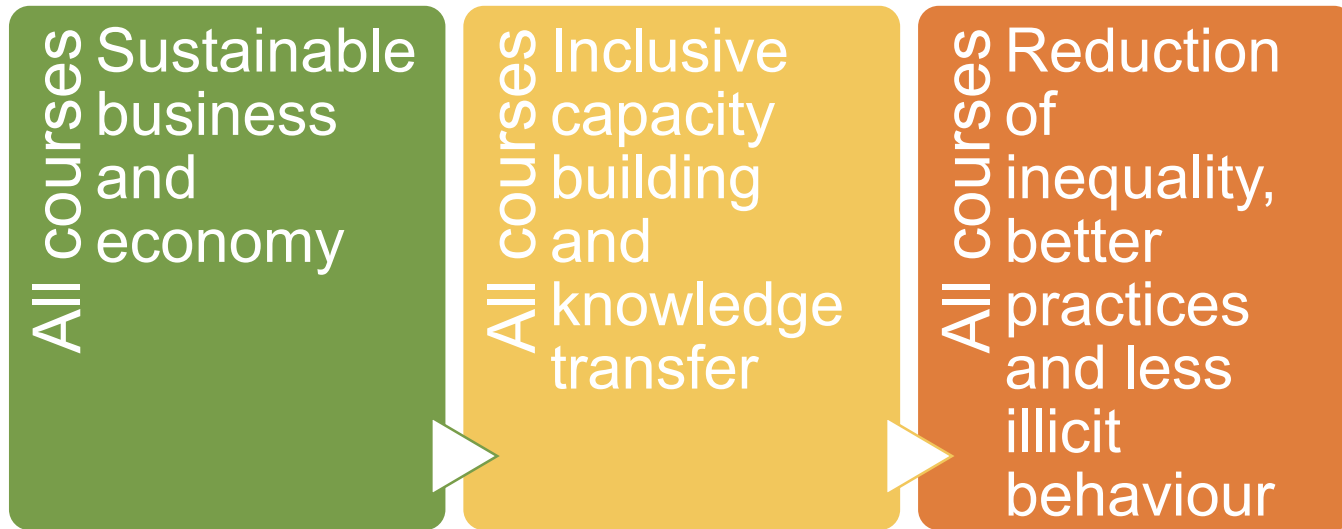 All courses
Sustainable
business
and
economy
All courses
Inclusive
capacity
building
and
knowledge
transfer
All courses
Reduction
of
inequality,
better
practices
and less
illicit
behaviour